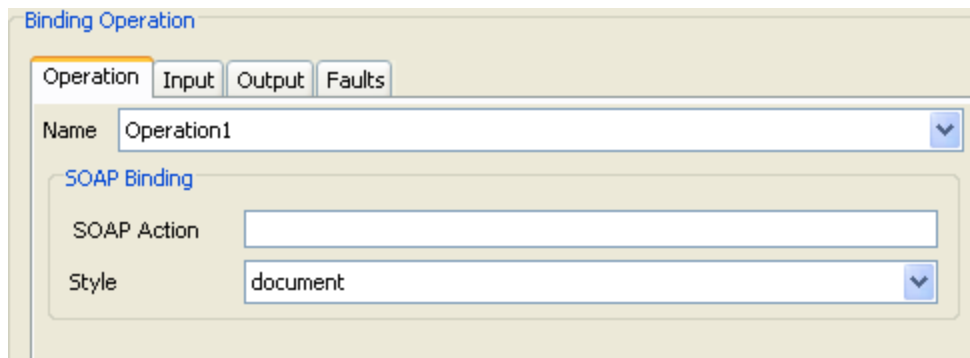 Binding Operation
Operation Input Output Faults
Name Operation1
SOAP Binding
SOAP Action
Style document